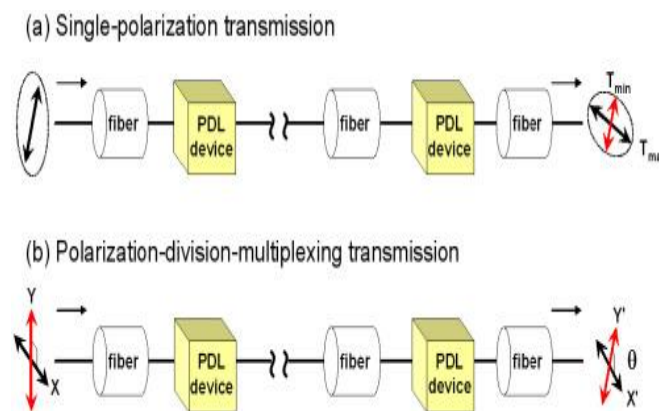 (a) Single-polarization transmission
fiber
PDL
device
fiber
PDL
device
fiber
Tmin
Tma
(b) Polarization-division-multiplexing transmission
Y
X
fiber
PDL
device
fiber
PDL
device
fiber
Y'
θ
X'